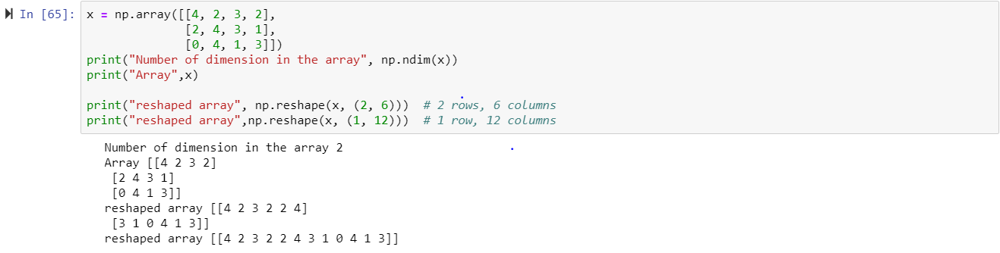 In [65]: x = np.array([[4, 2, 3, 2],
[2, 4, 3, 1],
[0, 4, 1, 3]])
print("Number of dimension in the array", np.ndim(x))
print("Array",x)
print("reshaped array", np.reshape(x, (2, 6)))  # 2 rows, 6 columns
print("reshaped array",np.reshape(x, (1, 12)))  # 1 row, 12 columns
Number of dimension in the array 2
Array [[4 2 3 2]
[2 4 3 1]
[0 4 1 3]]
reshaped array [[4 2 3 2 2 4]
[3 1 0 4 1 3]]
reshaped array [[4 2 3 2 2 4 3 1 0 4 1 3]]